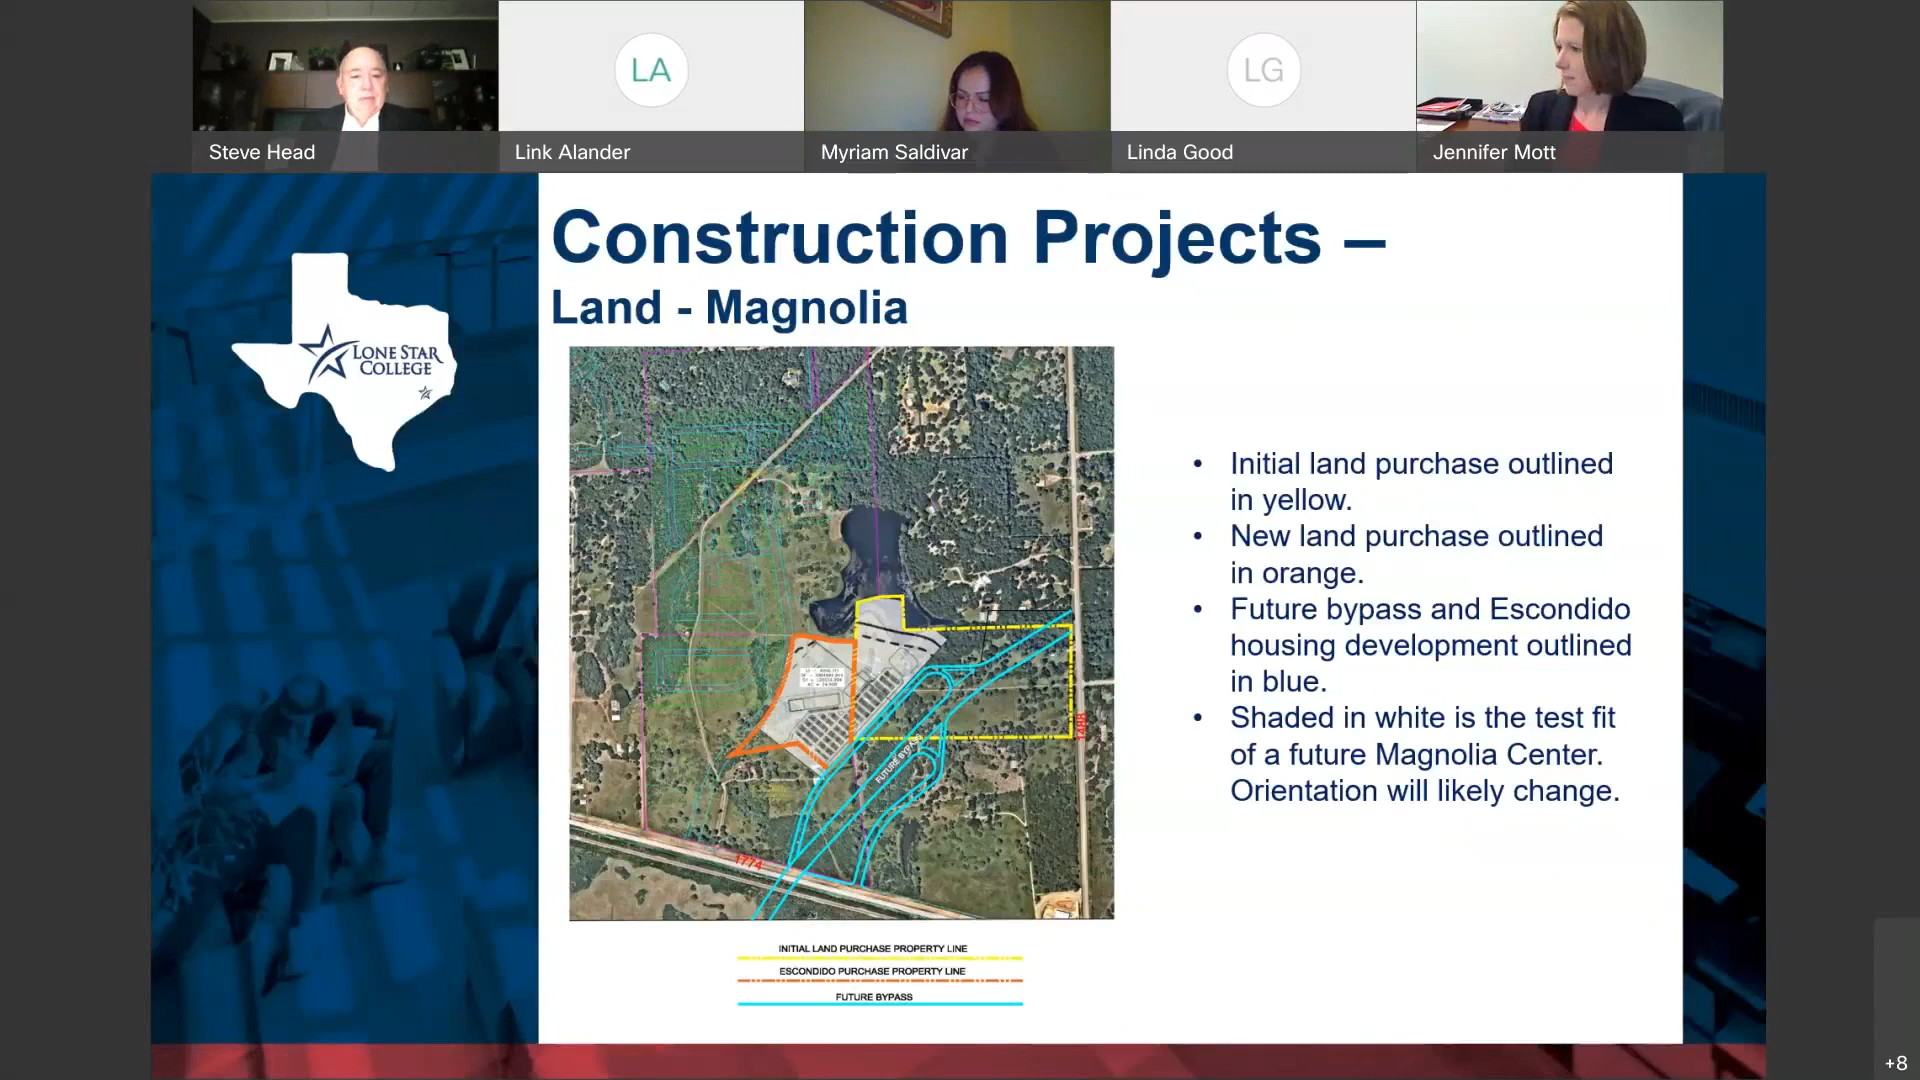 LA
LG
Steve Head
Link Alander
Myriam Saldivar
Linda Good
Jennifer Mott
Construction Projects –
Land - Magnolia
LONE STAR
COLLEGE
• Initial land purchase outlined
in yellow.
• New land purchase outlined
in orange.
• Future bypass and Escondido
housing development outlined
in blue.
• Shaded in white is the test fit
of a future Magnolia Center.
Orientation will likely change.
1488
FUTURE BYPASS
1774
INITIAL LAND PURCHASE PROPERTY LINE
ESCONDIDO PURCHASE PROPERTY LINE
FUTURE BYPASS
+8